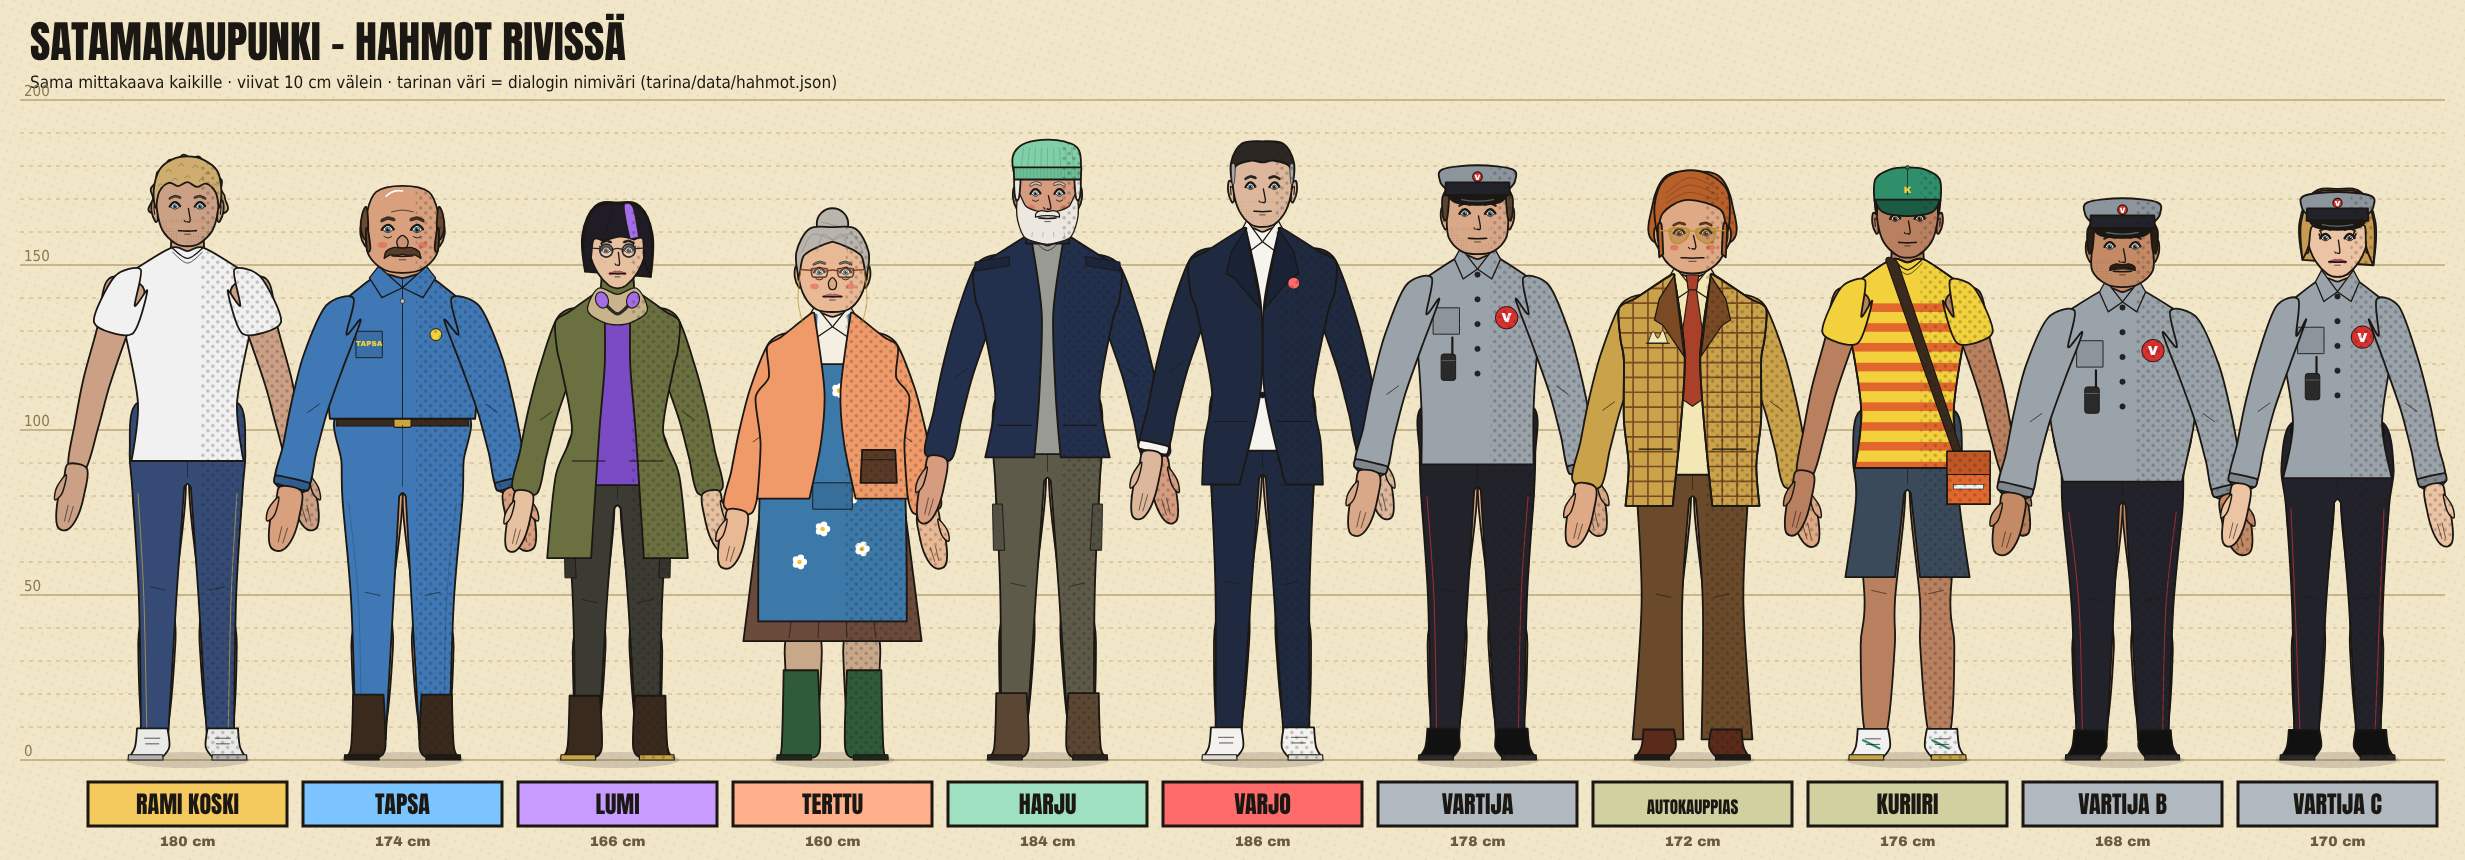 SATAMAKAUPUNKI - HAHMOT RIVISSÄ
Sama mittakaava kaikille · viivat 10 cm välein · tarinan väri = dialogin nimiväri (tarina/data/hahmot.json)
200
150
100
50
0
TAPSA
V
V
K
V
V
V
V
RAMI KOSKI
TAPSA
LUMI
TERTTU
HARJU
VARJO
VARTIJA
AUTOKAUPPIAS
KURIIRI
VARTIJA B
VARTIJA C
180 cm
174 cm
166 cm
160 cm
184 cm
186 cm
178 cm
172 cm
176 cm
168 cm
170 cm